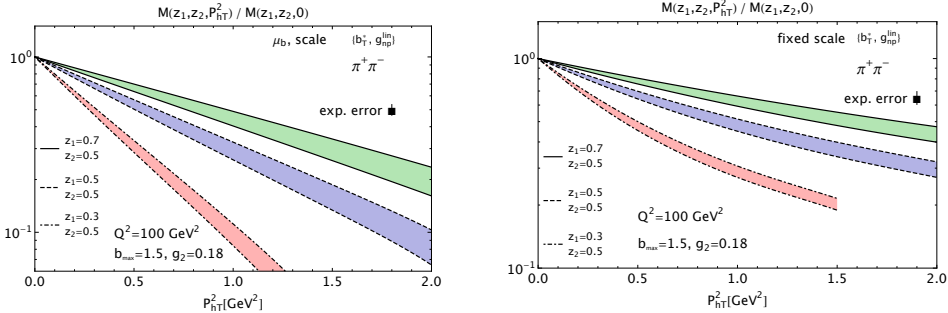 M(z₁,z₂,P²hT) / M(z₁,z₂,0)
μb, scale {b*T, g^lin np}
π⁺π⁻
exp. error
10⁰
z₁=0.7
z₂=0.5
z₁=0.5
z₂=0.5
z₁=0.3
z₂=0.5
Q²=100 GeV²
bmax=1.5, g₂=0.18
10⁻¹
0.0 0.5 1.0 1.5 2.0
P²hT[GeV²]
M(z₁,z₂,P²hT) / M(z₁,z₂,0)
fixed scale {b*T, g^lin np}
π⁺π⁻
exp. error
10⁰
z₁=0.7
z₂=0.5
z₁=0.5
z₂=0.5
z₁=0.3
z₂=0.5
Q²=100 GeV²
bmax=1.5, g₂=0.18
10⁻¹
0.0 0.5 1.0 1.5 2.0
P²hT[GeV²]